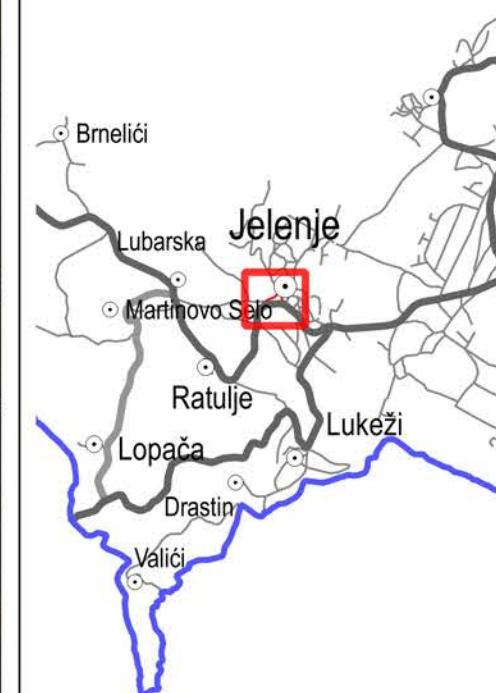 Brnelići
Jelenje
Lubarska
Martinovo Selo
Ratulje
Lukeži
Lopača
Drastin
Valići